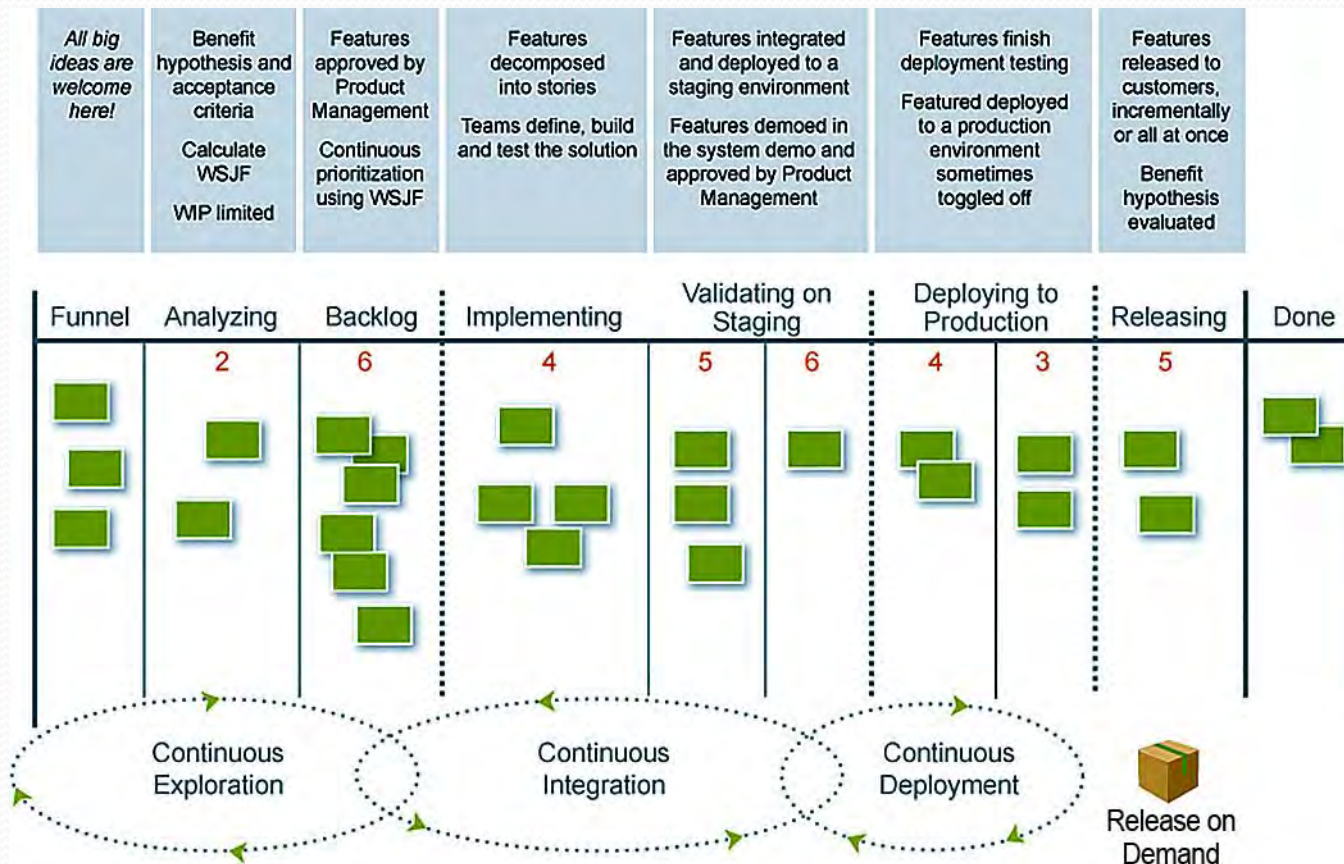 All big
ideas are
welcome
here!
Benefit
hypothesis and
acceptance
criteria
Calculate
WSJF
WIP limited
Features
approved by
Product
Management
Continuous
prioritization
using WSJF
Features
decomposed
into stories
Teams define, build
and test the solution
Features integrated
and deployed to a
staging environment
Features demoed in
the system demo and
approved by Product
Management
Features finish
deployment testing
Featured deployed
to a production
environment
sometimes
toggled off
Features
released to
customers,
incrementally
or all at once
Benefit
hypothesis
evaluated
Funnel
Analyzing
Backlog
Implementing
Validating on
Staging
Deploying to
Production
Releasing
Done
2
6
4
5
6
4
3
5
Continuous
Exploration
Continuous
Integration
Continuous
Deployment
Release on
Demand